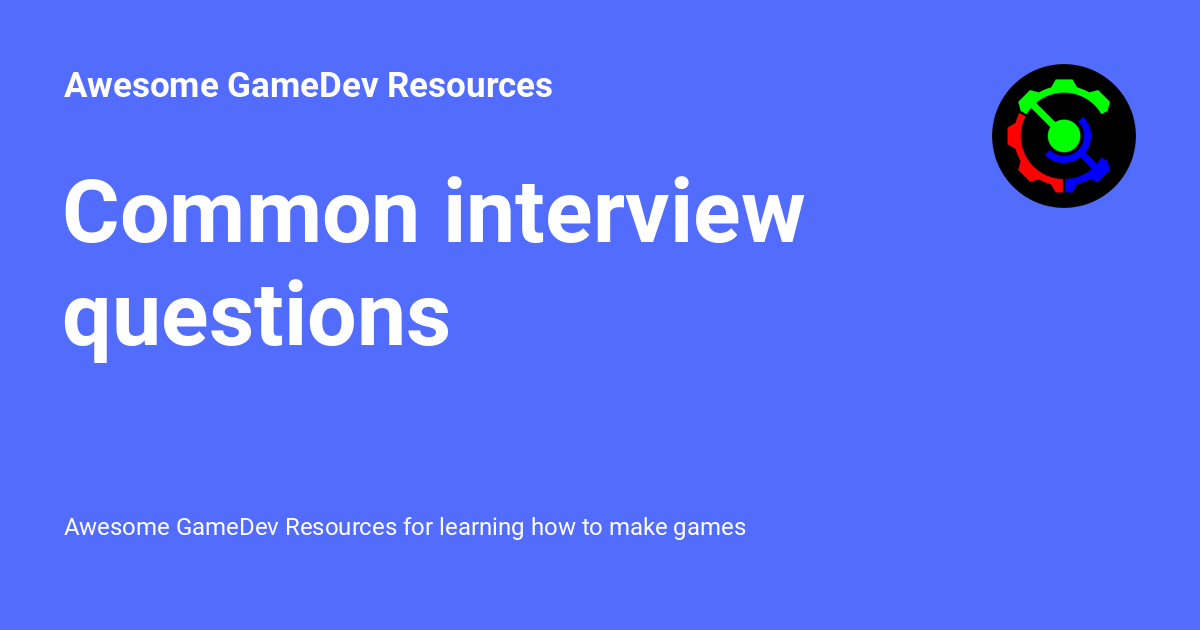 Awesome GameDev Resources
Common interview
questions
Awesome GameDev Resources for learning how to make games